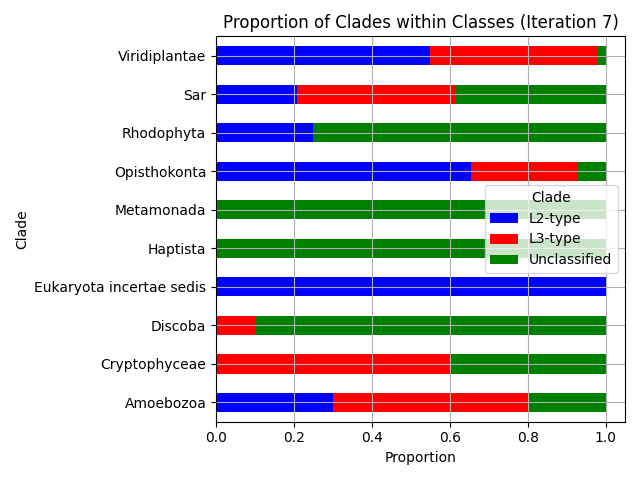 Proportion of Clades within Classes (Iteration 7)
Clade
Viridiplantae
Sar
Rhodophyta
Opisthokonta
Metamonada
Haptista
Eukaryota incertae sedis
Discoba
Cryptophyceae
Amoebozoa
Clade
L2-type
L3-type
Unclassified
0.0 0.2 0.4 0.6 0.8 1.0
Proportion